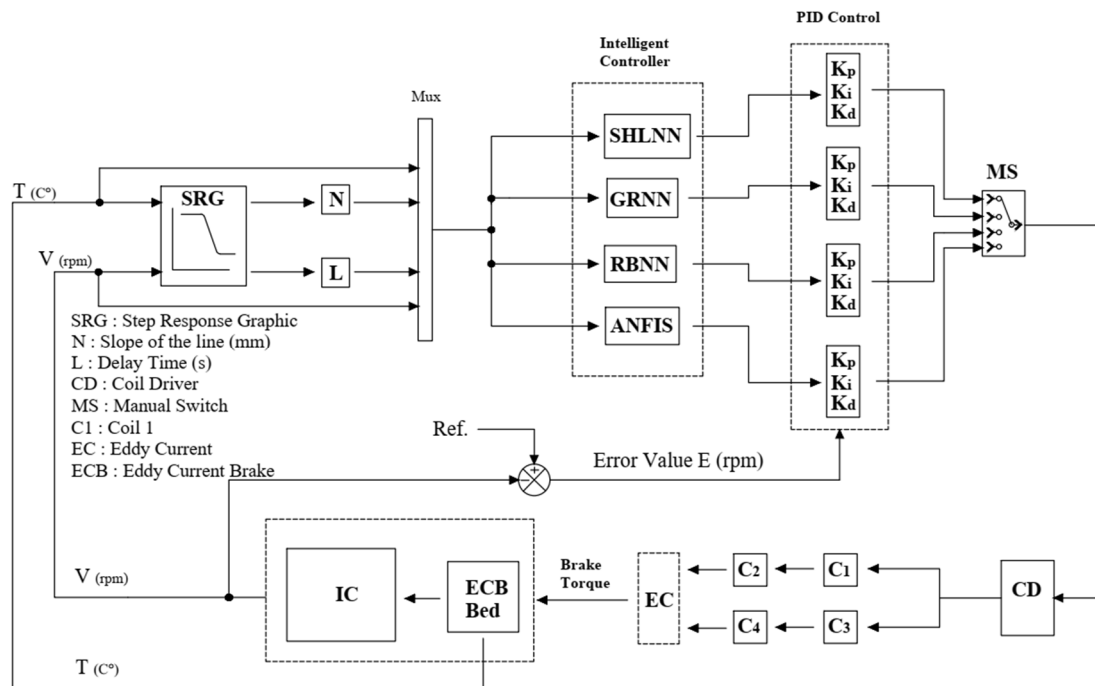 PID Control
Intelligent
Controller
Mux
Kp
Ki
Kd
SHLNN
MS
T (C°)
SRG
N
GRNN
Kp
Ki
Kd
V (rpm)
L
RBNN
Kp
Ki
Kd
SRG : Step Response Graphic
N : Slope of the line (mm)
L : Delay Time (s)
CD : Coil Driver
MS : Manual Switch
C1 : Coil 1
EC : Eddy Current
ECB : Eddy Current Brake
ANFIS
Kp
Ki
Kd
Ref.
+
−
Error Value E (rpm)
V (rpm)
IC
ECB
Bed
Brake
Torque
EC
C2
C1
C4
C3
CD
T (C°)